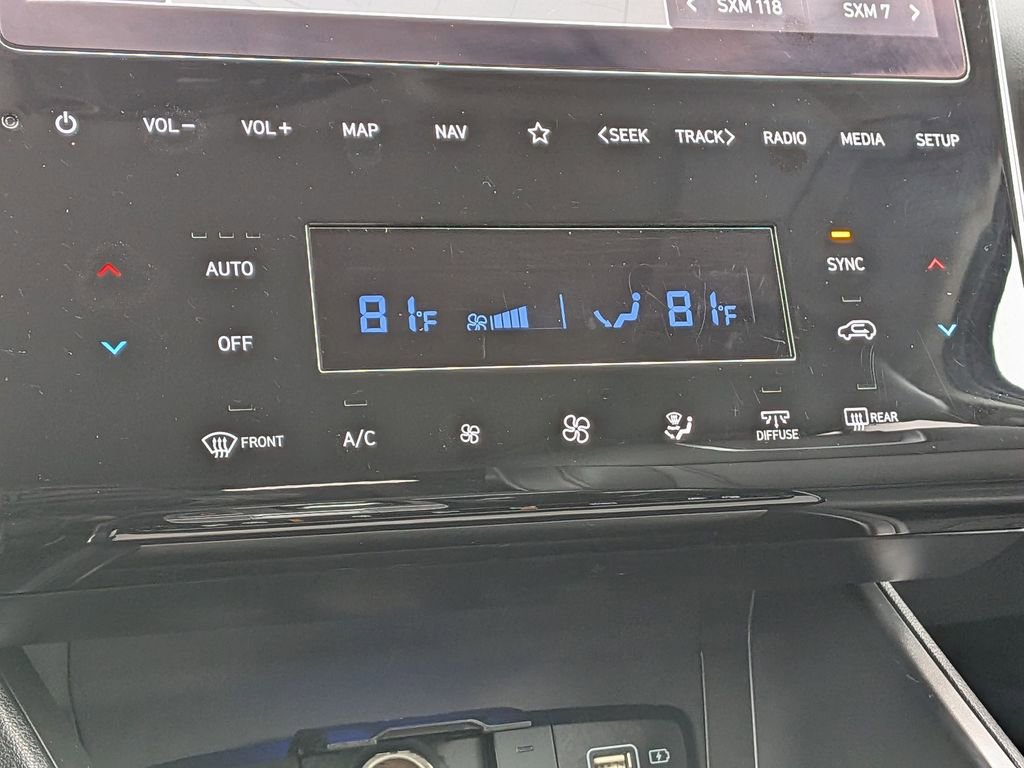 SXM 118 SXM 7
VOL− VOL+ MAP NAV <SEEK TRACK> RADIO MEDIA SETUP
AUTO SYNC
81°F 81°F
OFF
FRONT A/C DIFFUSE REAR